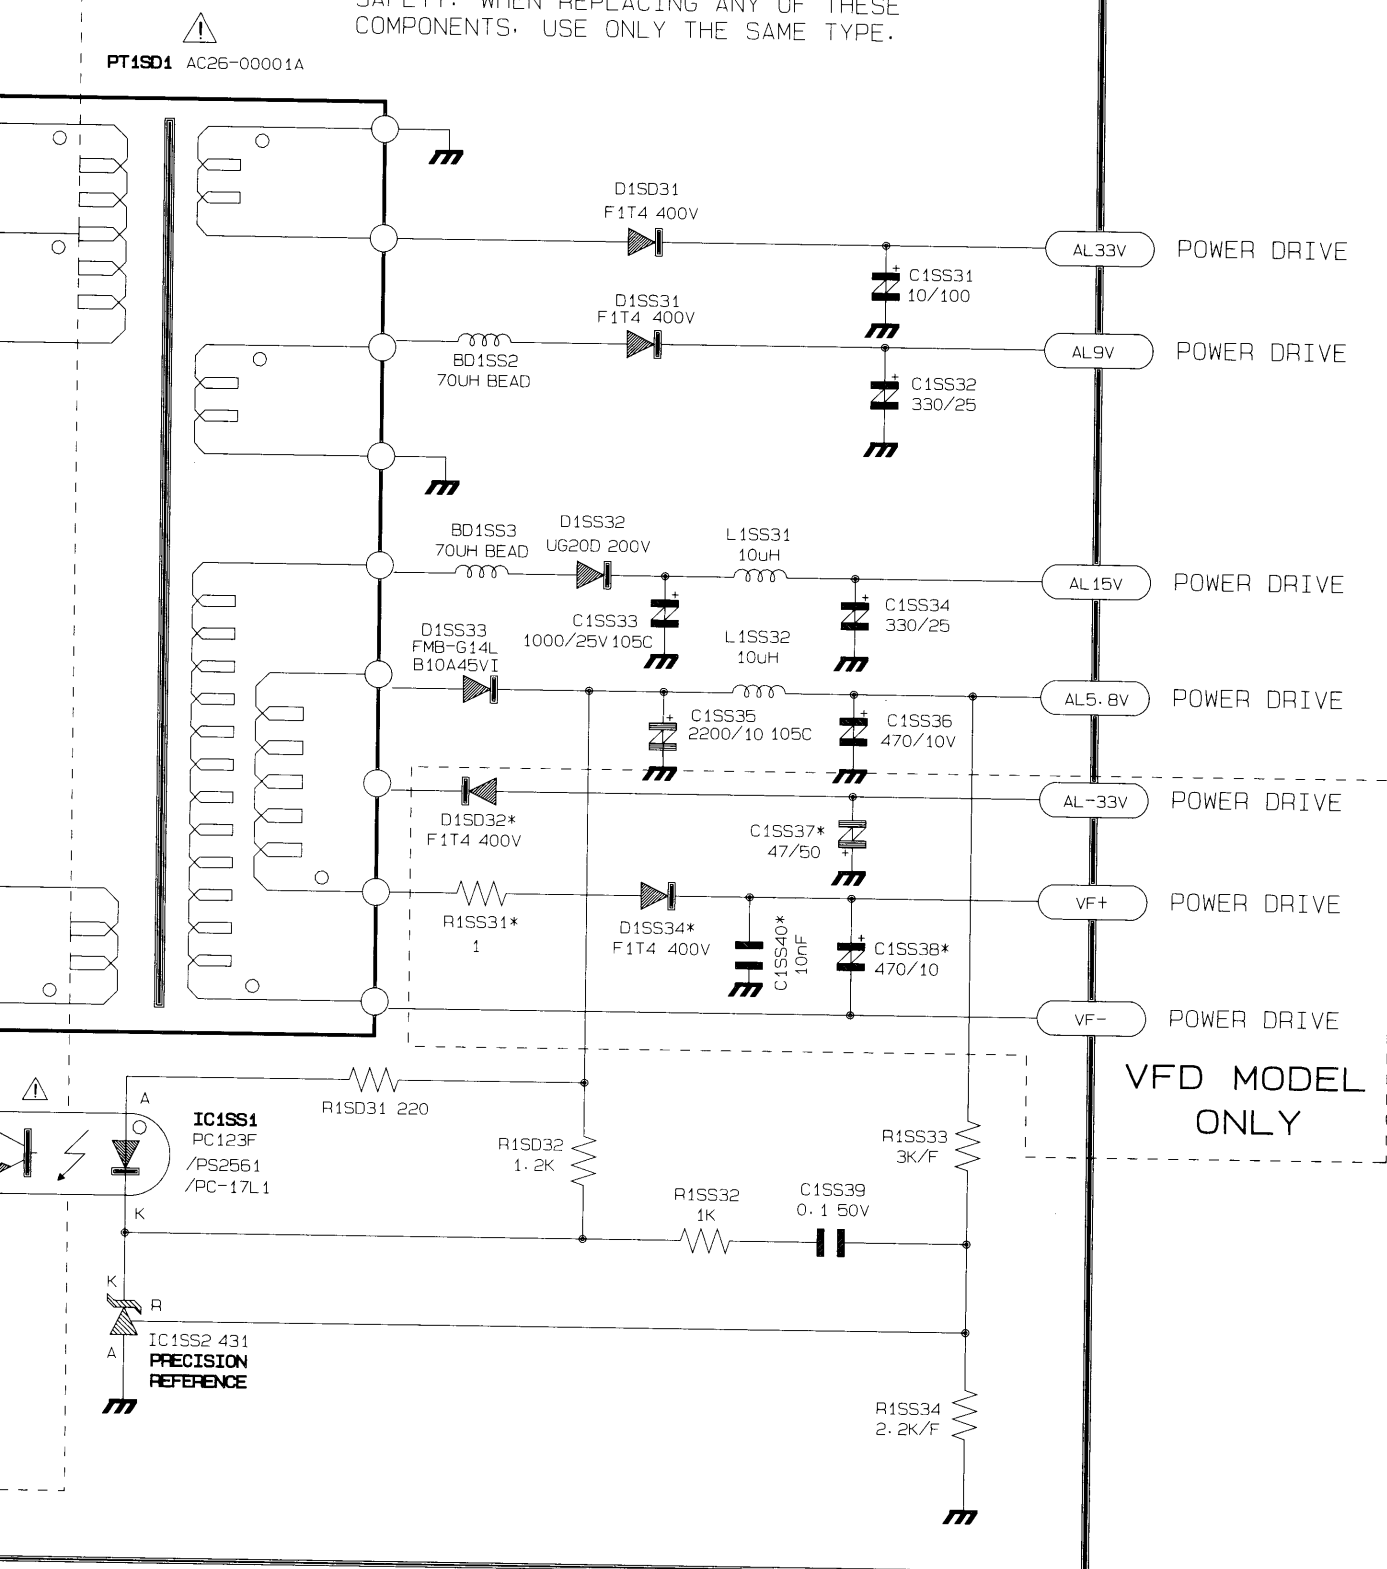 SAFETY. WHEN REPLACING ANY OF THESE
COMPONENTS. USE ONLY THE SAME TYPE.
PT1SD1 AC26-00001A
D1SD31
F1T4 400V
AL33V POWER DRIVE
C1SS31
10/100
D1SS31
F1T4 400V
AL9V POWER DRIVE
BD1SS2
70UH BEAD
C1SS32
330/25
BD1SS3
70UH BEAD
D1SS32
UG20D 200V
L1SS31
10uH
AL15V POWER DRIVE
C1SS33
1000/25V 105C
C1SS34
330/25
D1SS33
FMB-G14L
B10A45VI
L1SS32
10uH
AL5.8V POWER DRIVE
C1SS35
2200/10 105C
C1SS36
470/10V
AL-33V POWER DRIVE
D1SD32*
F1T4 400V
C1SS37*
47/50
VF+ POWER DRIVE
R1SS31*
1
D1SS34*
F1T4 400V
C1SS40*
10nF
C1SS38*
470/10
VF- POWER DRIVE
VFD MODEL
ONLY
A
R1SD31 220
IC1SS1
PC123F
/PS2561
/PC-17L1
K
R1SD32
1.2K
R1SS33
3K/F
R1SS32
1K
C1SS39
0.1 50V
K
R
IC1SS2 431
A
PRECISION
REFERENCE
R1SS34
2.2K/F